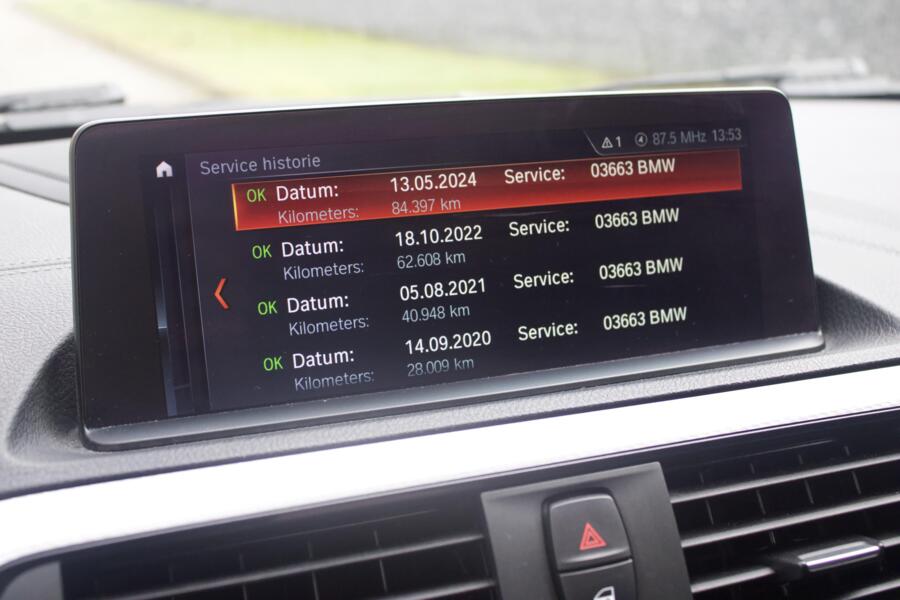 1 4 87.5 MHz 13:53
Service historie
OK Datum: 13.05.2024 Service: 03663 BMW
Kilometers: 84.397 km
OK Datum: 18.10.2022 Service: 03663 BMW
Kilometers: 62.608 km
OK Datum: 05.08.2021 Service: 03663 BMW
Kilometers: 40.948 km
OK Datum: 14.09.2020 Service: 03663 BMW
Kilometers: 28.009 km